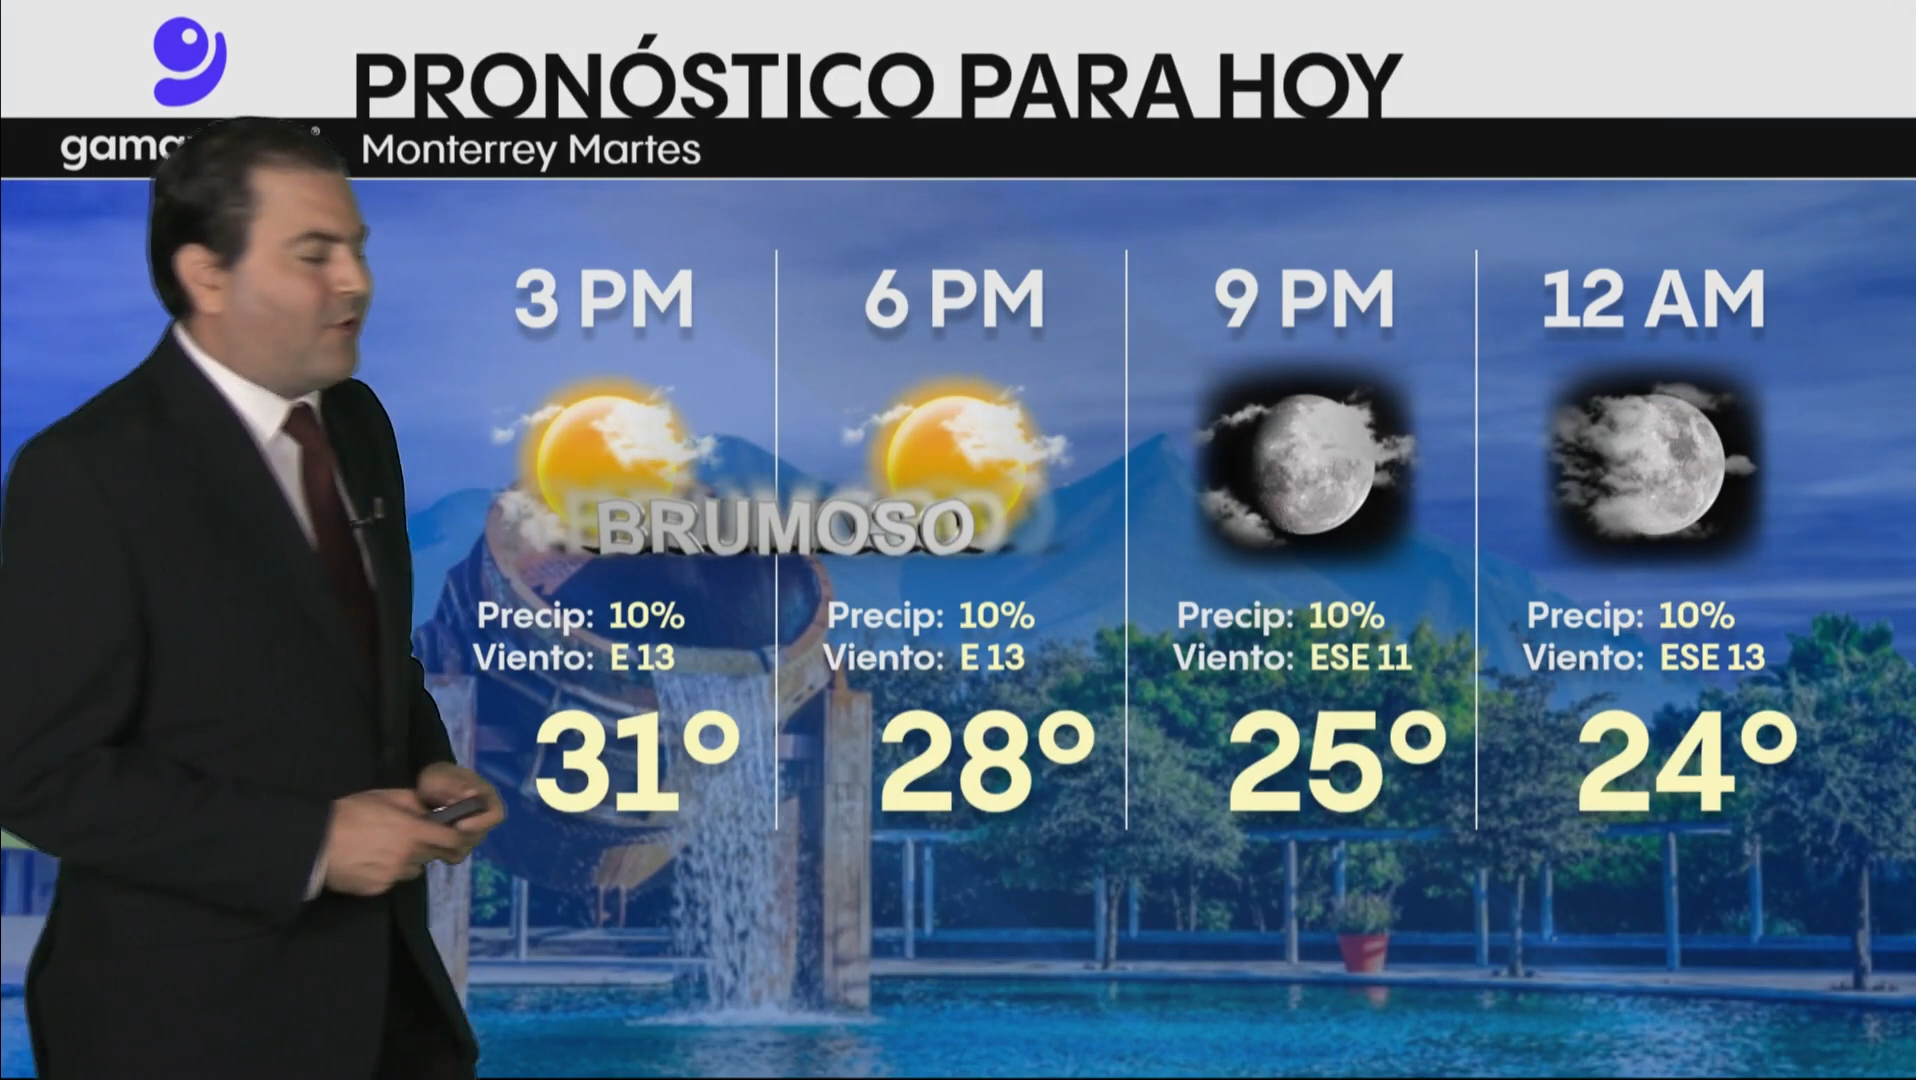 PRONÓSTICO PARA HOY
Monterrey Martes
3 PM
6 PM
9 PM
12 AM
BRUMOSO
Precip: 10%
Viento: E 13
Precip: 10%
Viento: E 13
Precip: 10%
Viento: ESE 11
Precip: 10%
Viento: ESE 13
31°
28°
25°
24°